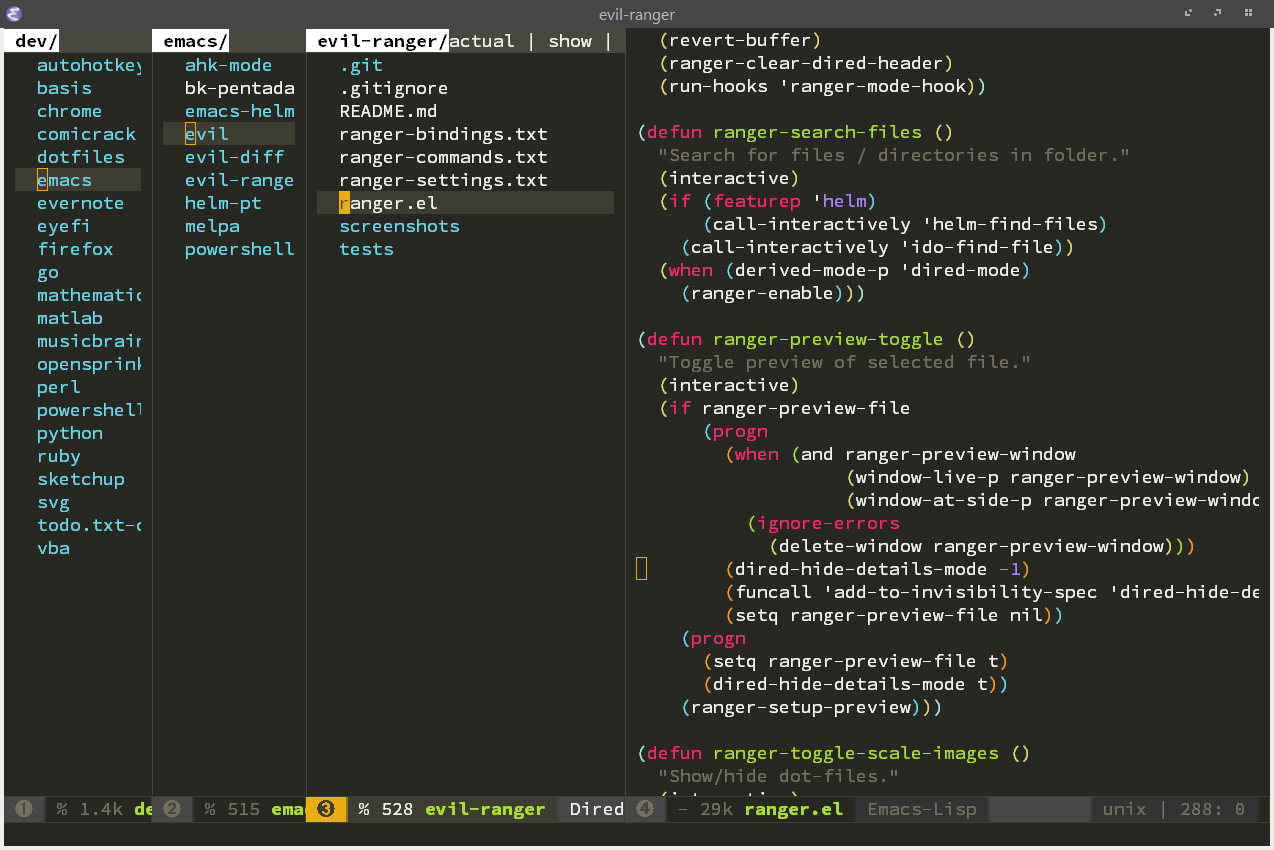 evil-ranger
dev/
autohotkey
basis
chrome
comicrack
dotfiles
emacs
evernote
eyefi
firefox
go
mathematic
matlab
musicbrain
opensprink
perl
powershell
python
ruby
sketchup
svg
todo.txt-c
vba
emacs/
ahk-mode
bk-pentada
emacs-helm
evil
evil-diff
evil-range
helm-pt
melpa
powershell
evil-ranger/actual | show |
.git
.gitignore
README.md
ranger-bindings.txt
ranger-commands.txt
ranger-settings.txt
ranger.el
screenshots
tests
(revert-buffer)
(ranger-clear-dired-header)
(run-hooks 'ranger-mode-hook))
(defun ranger-search-files ()
"Search for files / directories in folder."
(interactive)
(if (featurep 'helm)
(call-interactively 'helm-find-files)
(call-interactively 'ido-find-file))
(when (derived-mode-p 'dired-mode)
(ranger-enable)))
(defun ranger-preview-toggle ()
"Toggle preview of selected file."
(interactive)
(if ranger-preview-file
(progn
(when (and ranger-preview-window
(window-live-p ranger-preview-window)
(window-at-side-p ranger-preview-windo
(ignore-errors
(delete-window ranger-preview-window)))
(dired-hide-details-mode -1)
(funcall 'add-to-invisibility-spec 'dired-hide-de
(setq ranger-preview-file nil))
(progn
(setq ranger-preview-file t)
(dired-hide-details-mode t))
(ranger-setup-preview)))
(defun ranger-toggle-scale-images ()
"Show/hide dot-files."
❶ % 1.4k de ❷ % 515 emac ❸ % 528 evil-ranger Dired ❹ - 29k ranger.el Emacs-Lisp unix | 288: 0